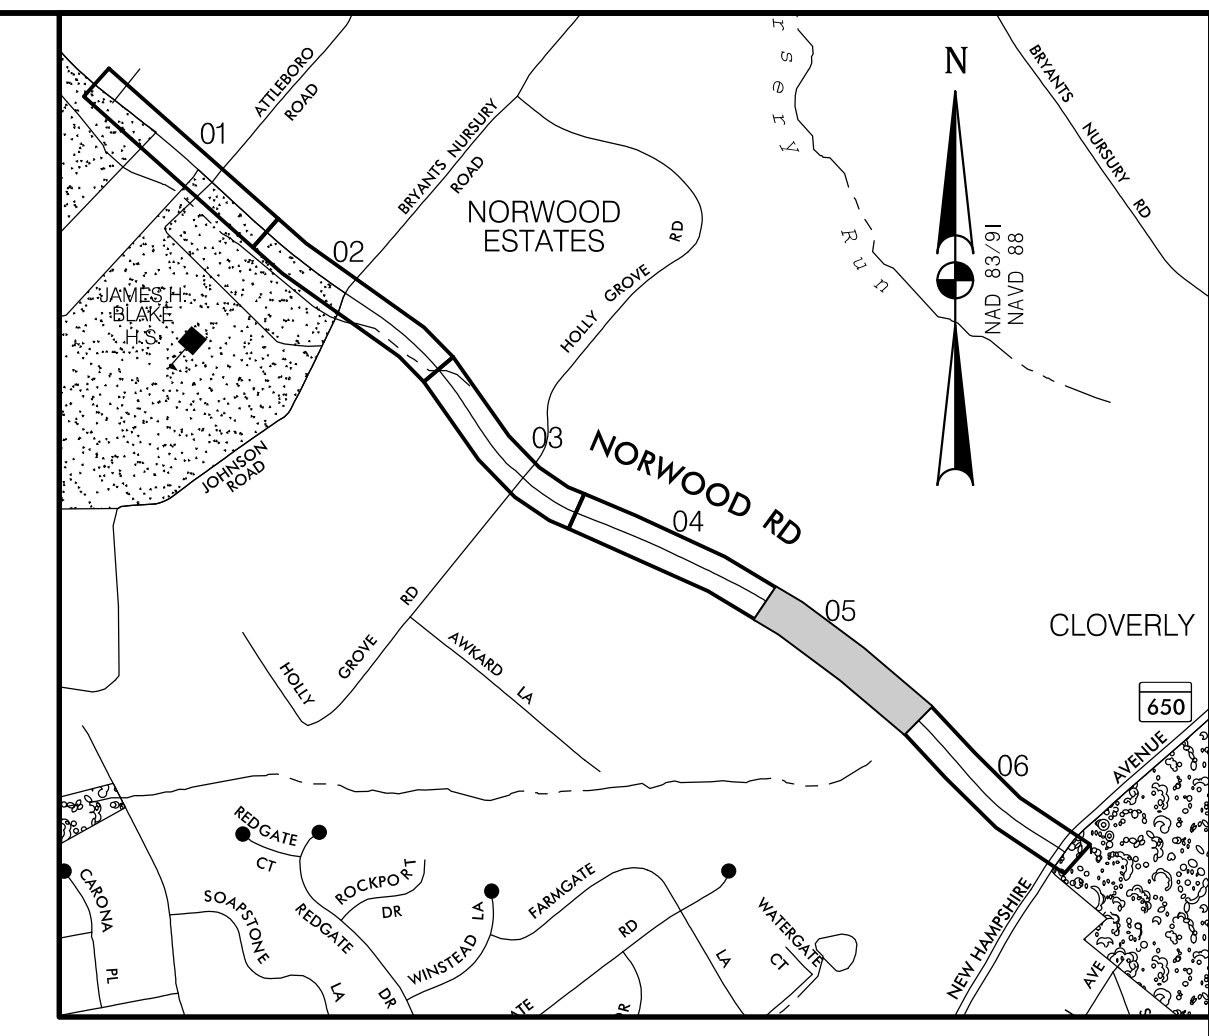 rsery
Run
N
NAD 83/91
NAVD 88
BRYANTS NURSURY RD
ATTLEBORO
ROAD
01
BRYANTS NURSURY
ROAD
NORWOOD
ESTATES
HOLLY GROVE RD
02
JAMES H.
BLAKE
H.S.
JOHNSON
ROAD
03
NORWOOD RD
04
05
CLOVERLY
650
AVENUE
06
HOLLY GROVE RD
AWKARD LA
REDGATE
CT
CARONA PL
SOAPSTONE LA
REDGATE DR
ROCKPORT
DR
WINSTEAD LA
FARMGATE
LA
RD
WATERGATE
CT
NEW HAMPSHIRE
AVE
ATE